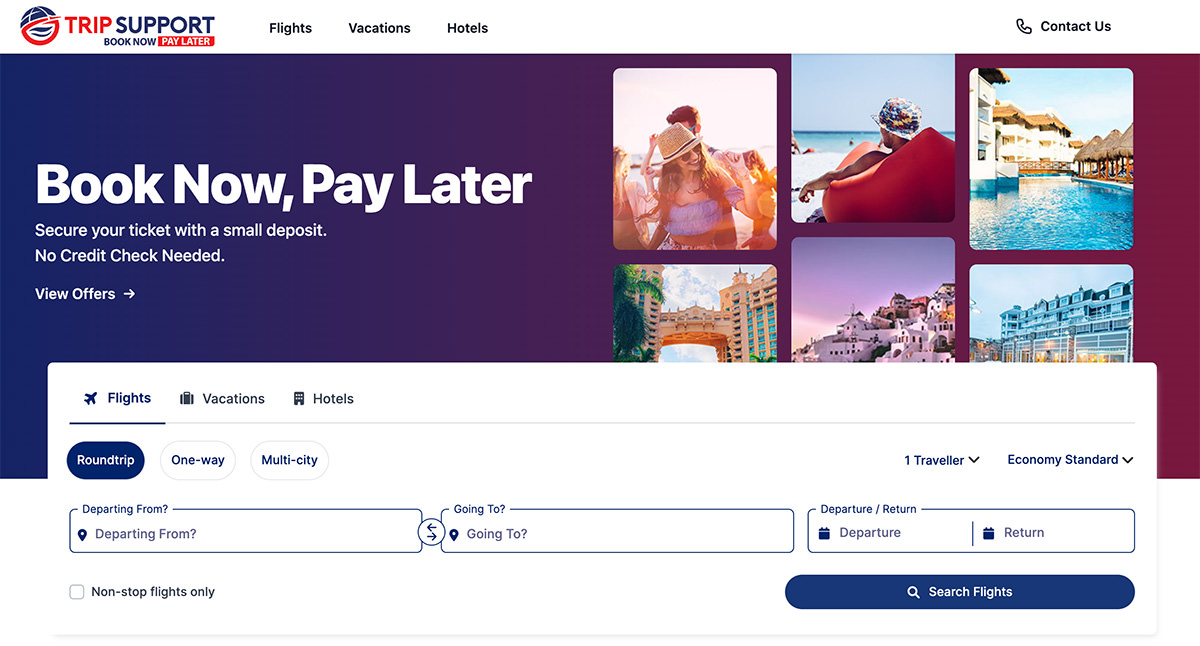 TRIP SUPPORT
BOOK NOW PAY LATER
Flights Vacations Hotels
Contact Us
Book Now, Pay Later
Secure your ticket with a small deposit.
No Credit Check Needed.
View Offers
Flights Vacations Hotels
Roundtrip One-way Multi-city
1 Traveller Economy Standard
Departing From? Going To? Departure / Return
Departing From? Going To? Departure Return
Non-stop flights only
Search Flights